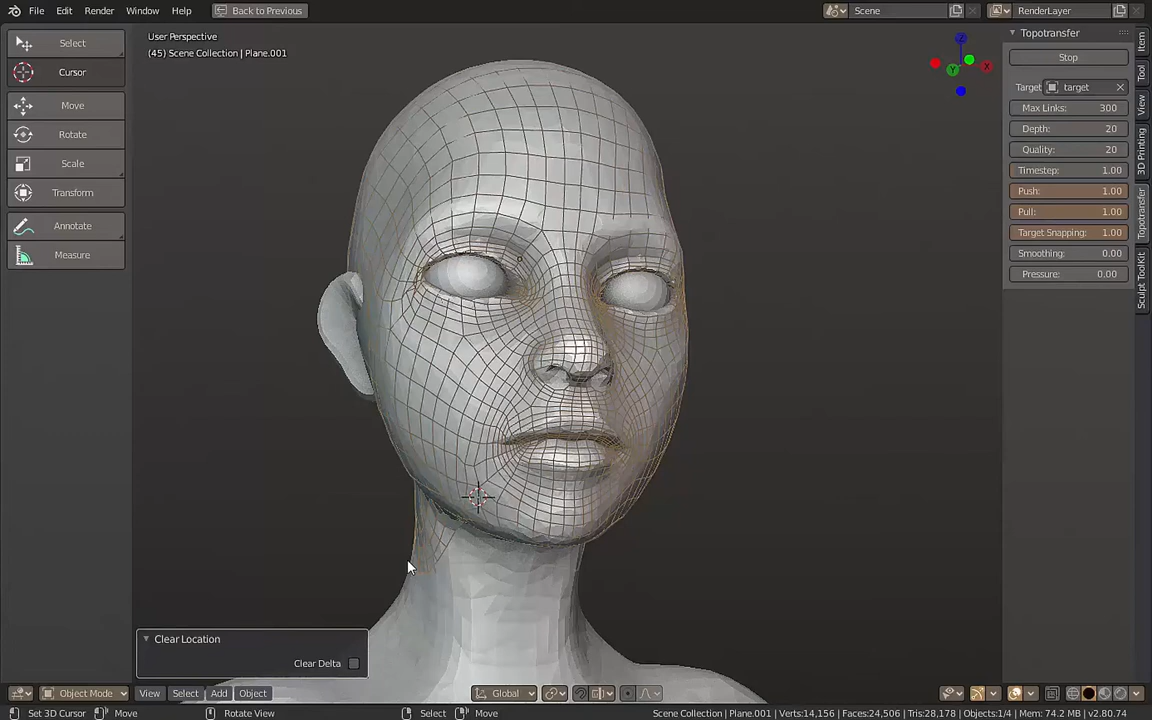 File Edit Render Window Help Back to Previous Scene RenderLayer
User Perspective
(45) Scene Collection | Plane.001
Select
Cursor
Move
Rotate
Scale
Transform
Annotate
Measure
Z
X
Y
Topotransfer
Stop
Target target
Max Links: 300
Depth: 20
Quality: 20
Timestep: 1.00
Push: 1.00
Pull: 1.00
Target Snapping: 1.00
Smoothing: 0.00
Pressure: 0.00
Item
Tool
View
3D Printing
Topotransfer
Sculpt ToolKit
Clear Location
Clear Delta
Object Mode View Select Add Object Global
Set 3D Cursor Move Rotate View Select Move Scene Collection | Plane.001 | Verts:14,156 | Faces:24,506 | Tris:28,178 | Objects:1/4 | Mem: 74.2 MB | v2.80.74